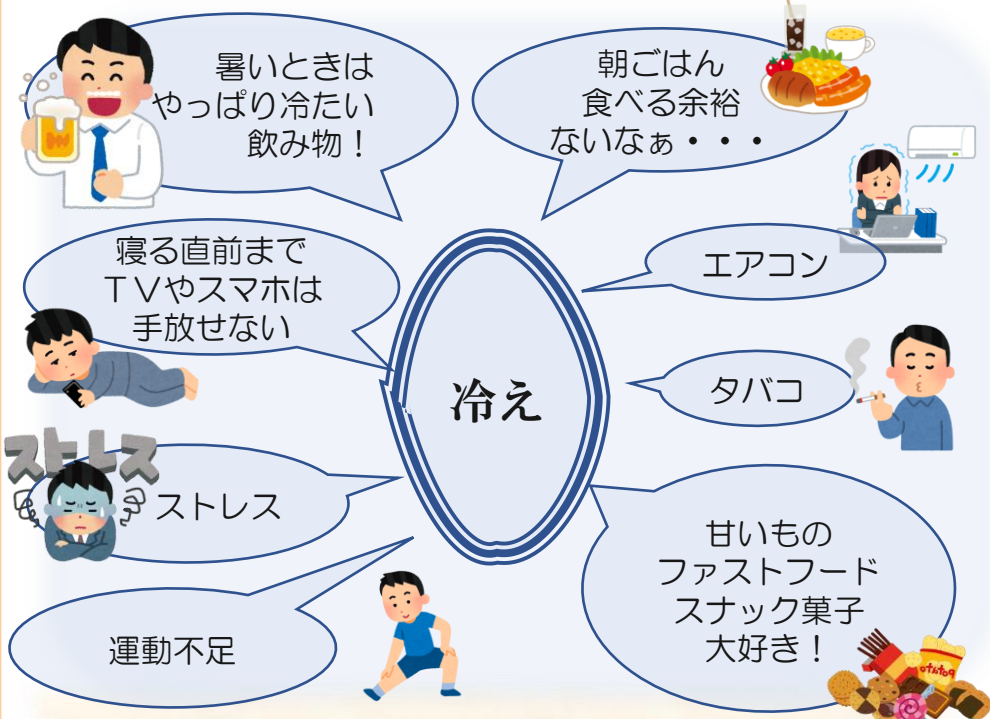 暑いときは
やっぱり冷たい
飲み物！
朝ごはん
食べる余裕
ないなぁ・・・
寝る直前まで
ＴＶやスマホは
手放せない
エアコン
冷え
タバコ
ストレス
ストレス
甘いもの
ファストフード
スナック菓子
大好き！
運動不足
potato